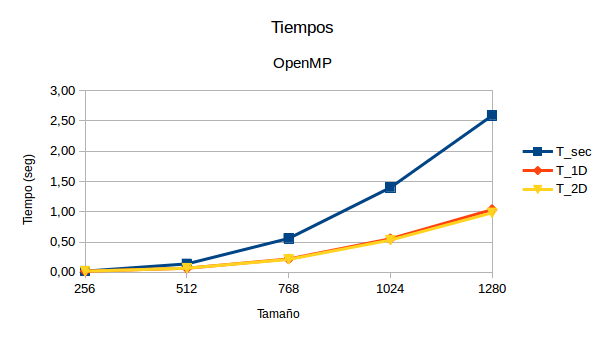 Tiempos
OpenMP
3,00
2,50
2,00
1,50
1,00
0,50
0,00
Tiempo (seg)
256 512 768 1024 1280
Tamaño
T_sec
T_1D
T_2D